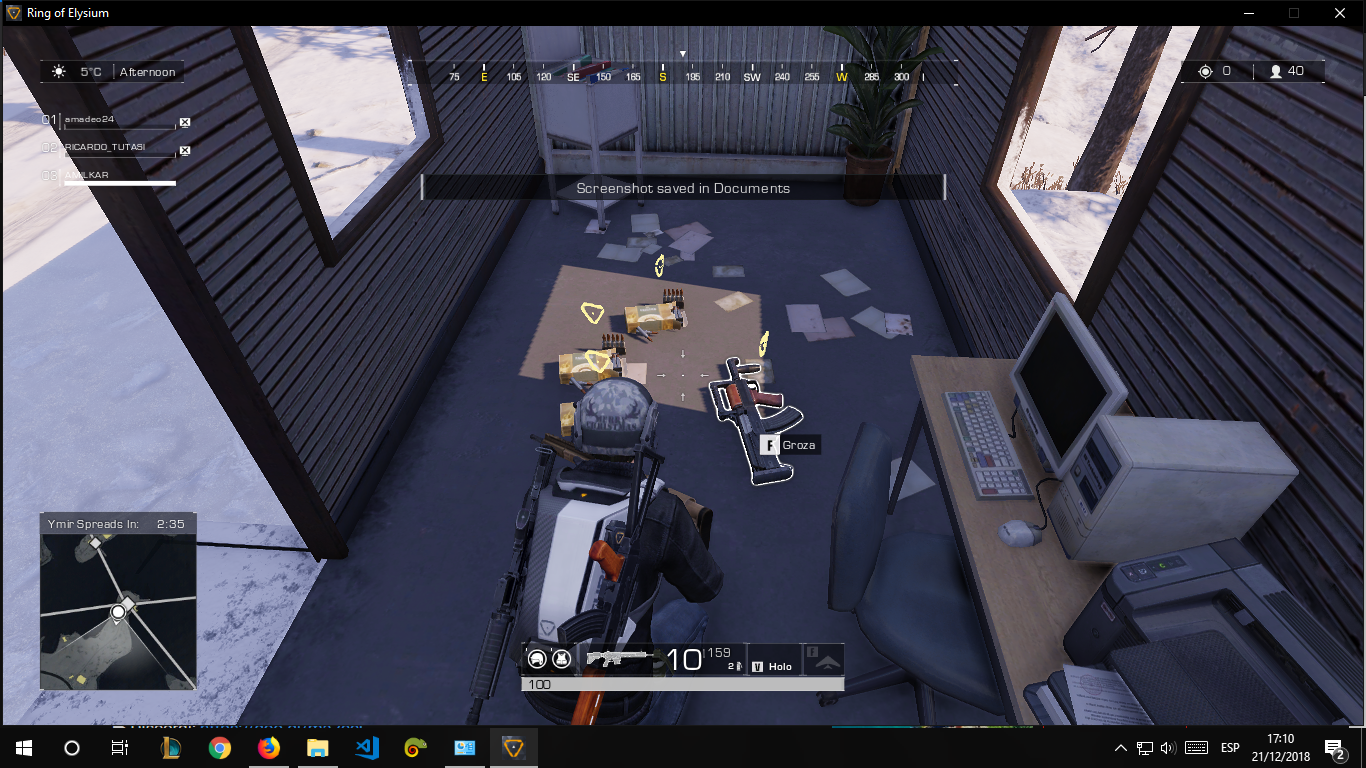 Ring of Elysium
5°C Afternoon
75 E 105 120 SE 150 165 S 195 210 SW 240 255 W 285 300
0 40
01 amadeo24
02 RICARDO_TUTASI
03 AMILKAR
Screenshot saved in Documents
F Groza
Ymir Spreads In: 2:35
10 159
2
V Holo
F
100
ESP
17:10
21/12/2018
2